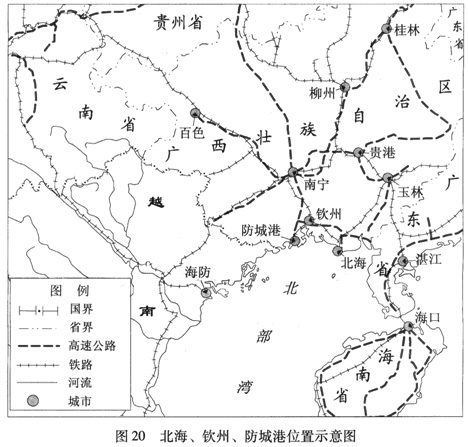 贵州省
桂林
广东省
云南省
柳州
百色
广西壮族自治区
贵港
南宁
玉林
越南
钦州
广东省
防城港
北海
湛江
海防
北部湾
海口
海南省
图 例
国界
省界
高速公路
铁路
河流
城市
图 20 北海、钦州、防城港位置示意图